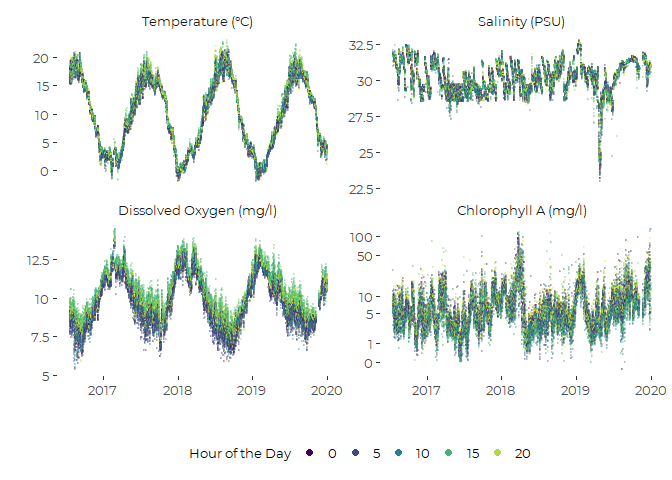 Temperature (°C)
Salinity (PSU)
20
15
10
5
0
32.5
30
27.5
25
22.5
Dissolved Oxygen (mg/l)
Chlorophyll A (mg/l)
12.5
10
7.5
5
100
50
10
5
1
0
2017 2018 2019 2020
2017 2018 2019 2020
Hour of the Day 0 5 10 15 20